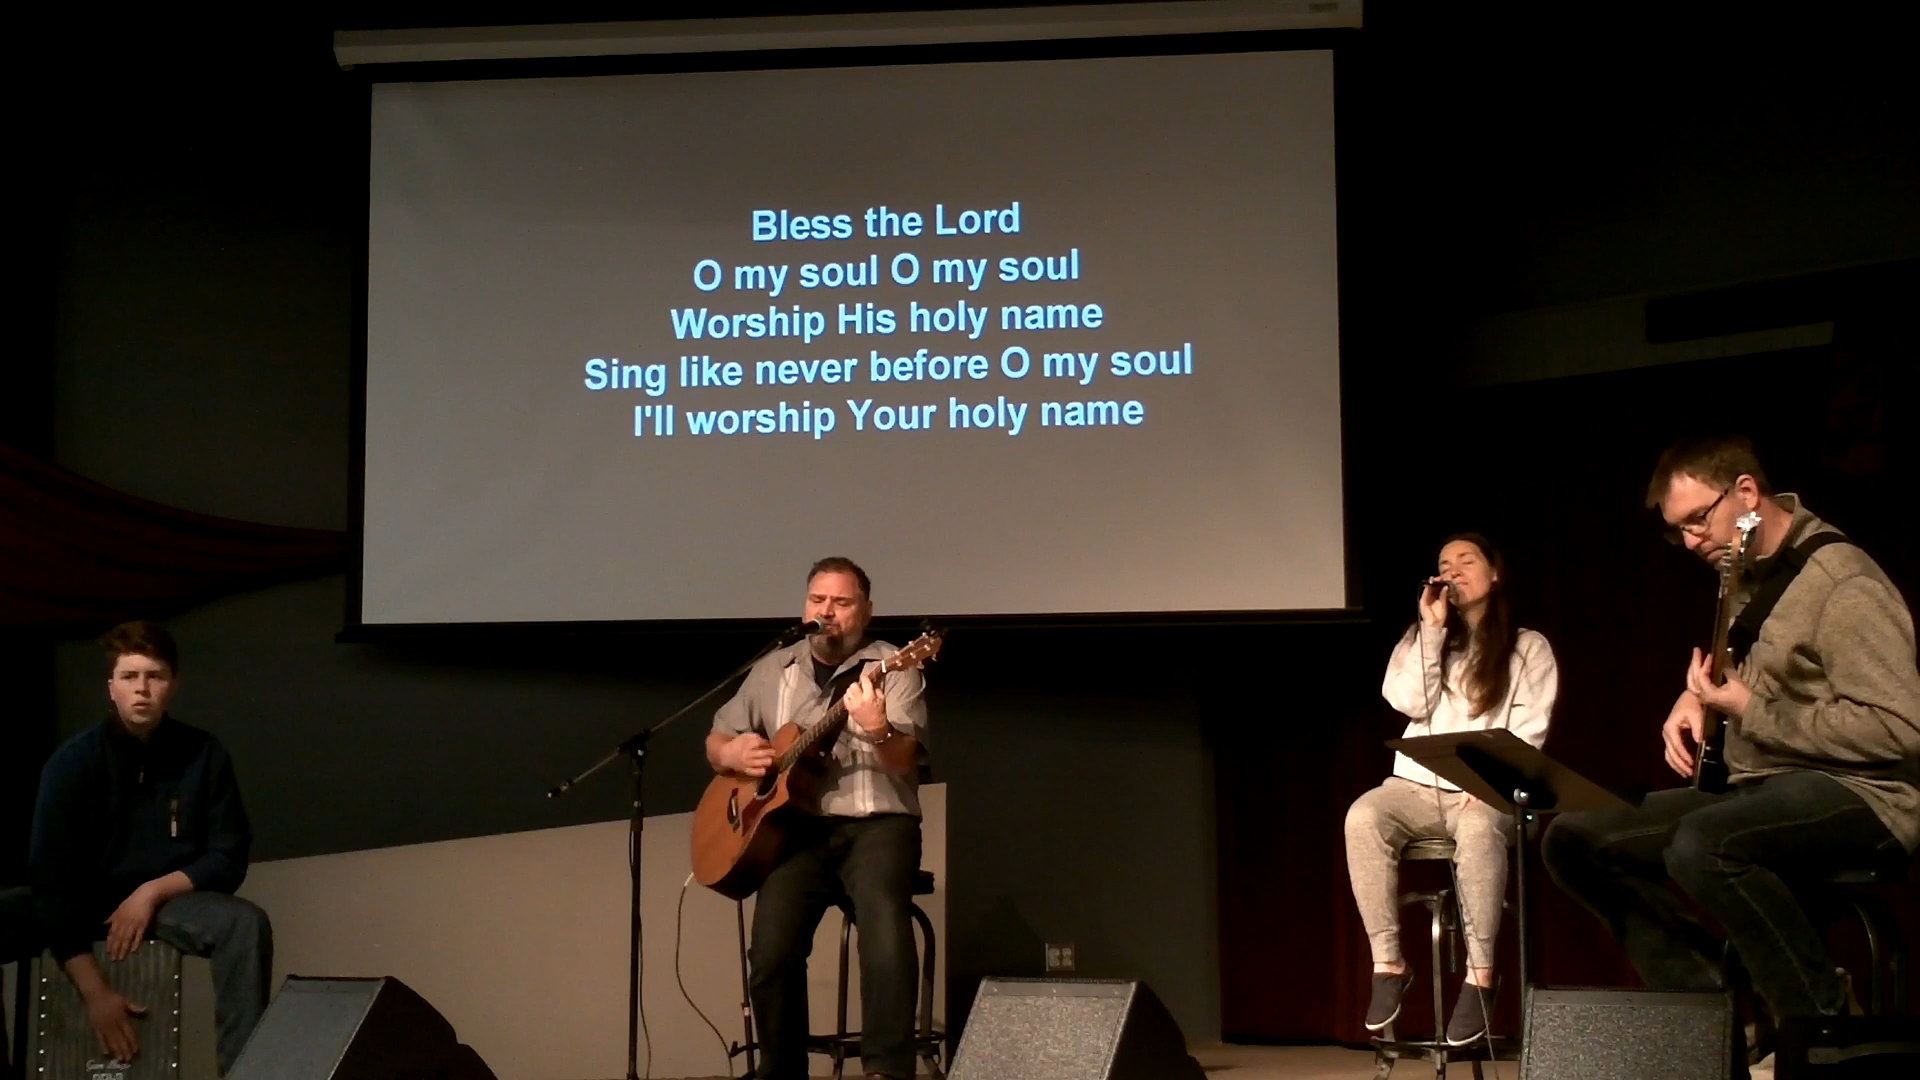 Bless the Lord
O my soul O my soul
Worship His holy name
Sing like never before O my soul
I'll worship Your holy name